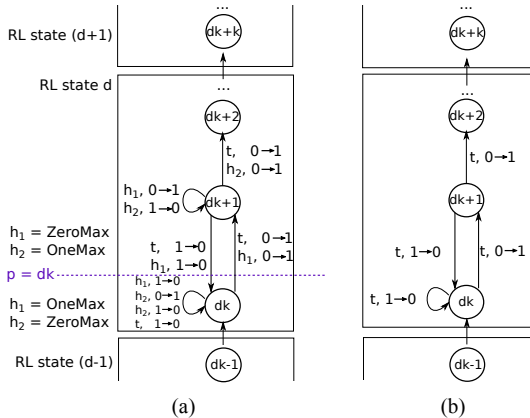 RL state (d+1)
dk+k
...
RL state d
...
dk+2
t, 0→1
h₂, 0→1
h₁, 0→1
h₂, 1→0
dk+1
h₁ = ZeroMax
h₂ = OneMax
t, 1→0
h₁, 1→0
t, 0→1
h₁, 0→1
p = dk
h₁ = OneMax
h₂ = ZeroMax
h₁, 1→0
h₂, 0→1
h₂, 1→0
t, 1→0
dk
RL state (d-1)
dk-1
(a)
dk+k
...
...
dk+2
t, 0→1
dk+1
t, 1→0
t, 0→1
t, 1→0
dk
dk-1
(b)